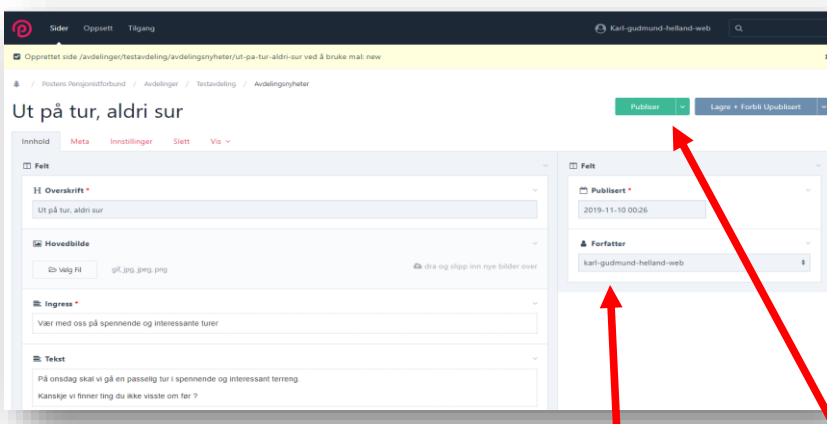 Sider Oppsett Tilgang Karl-gudmund-helland-web
Opprettet side /avdelinger/testavdeling/avdelingsnyheter/ut-pa-tur-aldri-sur ved å bruke mal: new
/ Postens Pensjonistforbund / Avdelinger / Testavdeling / Avdelingsnyheter
Ut på tur, aldri sur
Publiser Lagre + Forbli Upublisert
Innhold Meta Innstillinger Slett Vis
Felt
Overskrift *
Ut på tur, aldri sur
Hovedbilde
Velg Fil gif, jpg, jpeg, png dra og slipp inn nye bilder over
Ingress *
Vær med oss på spennende og interessante turer
Tekst
På onsdag skal vi gå en passelig tur i spennende og interessant terreng.
Kanskje vi finner ting du ikke visste om før ?
Felt
Publisert *
2019-11-10 00:26
Forfatter
karl-gudmund-helland-web